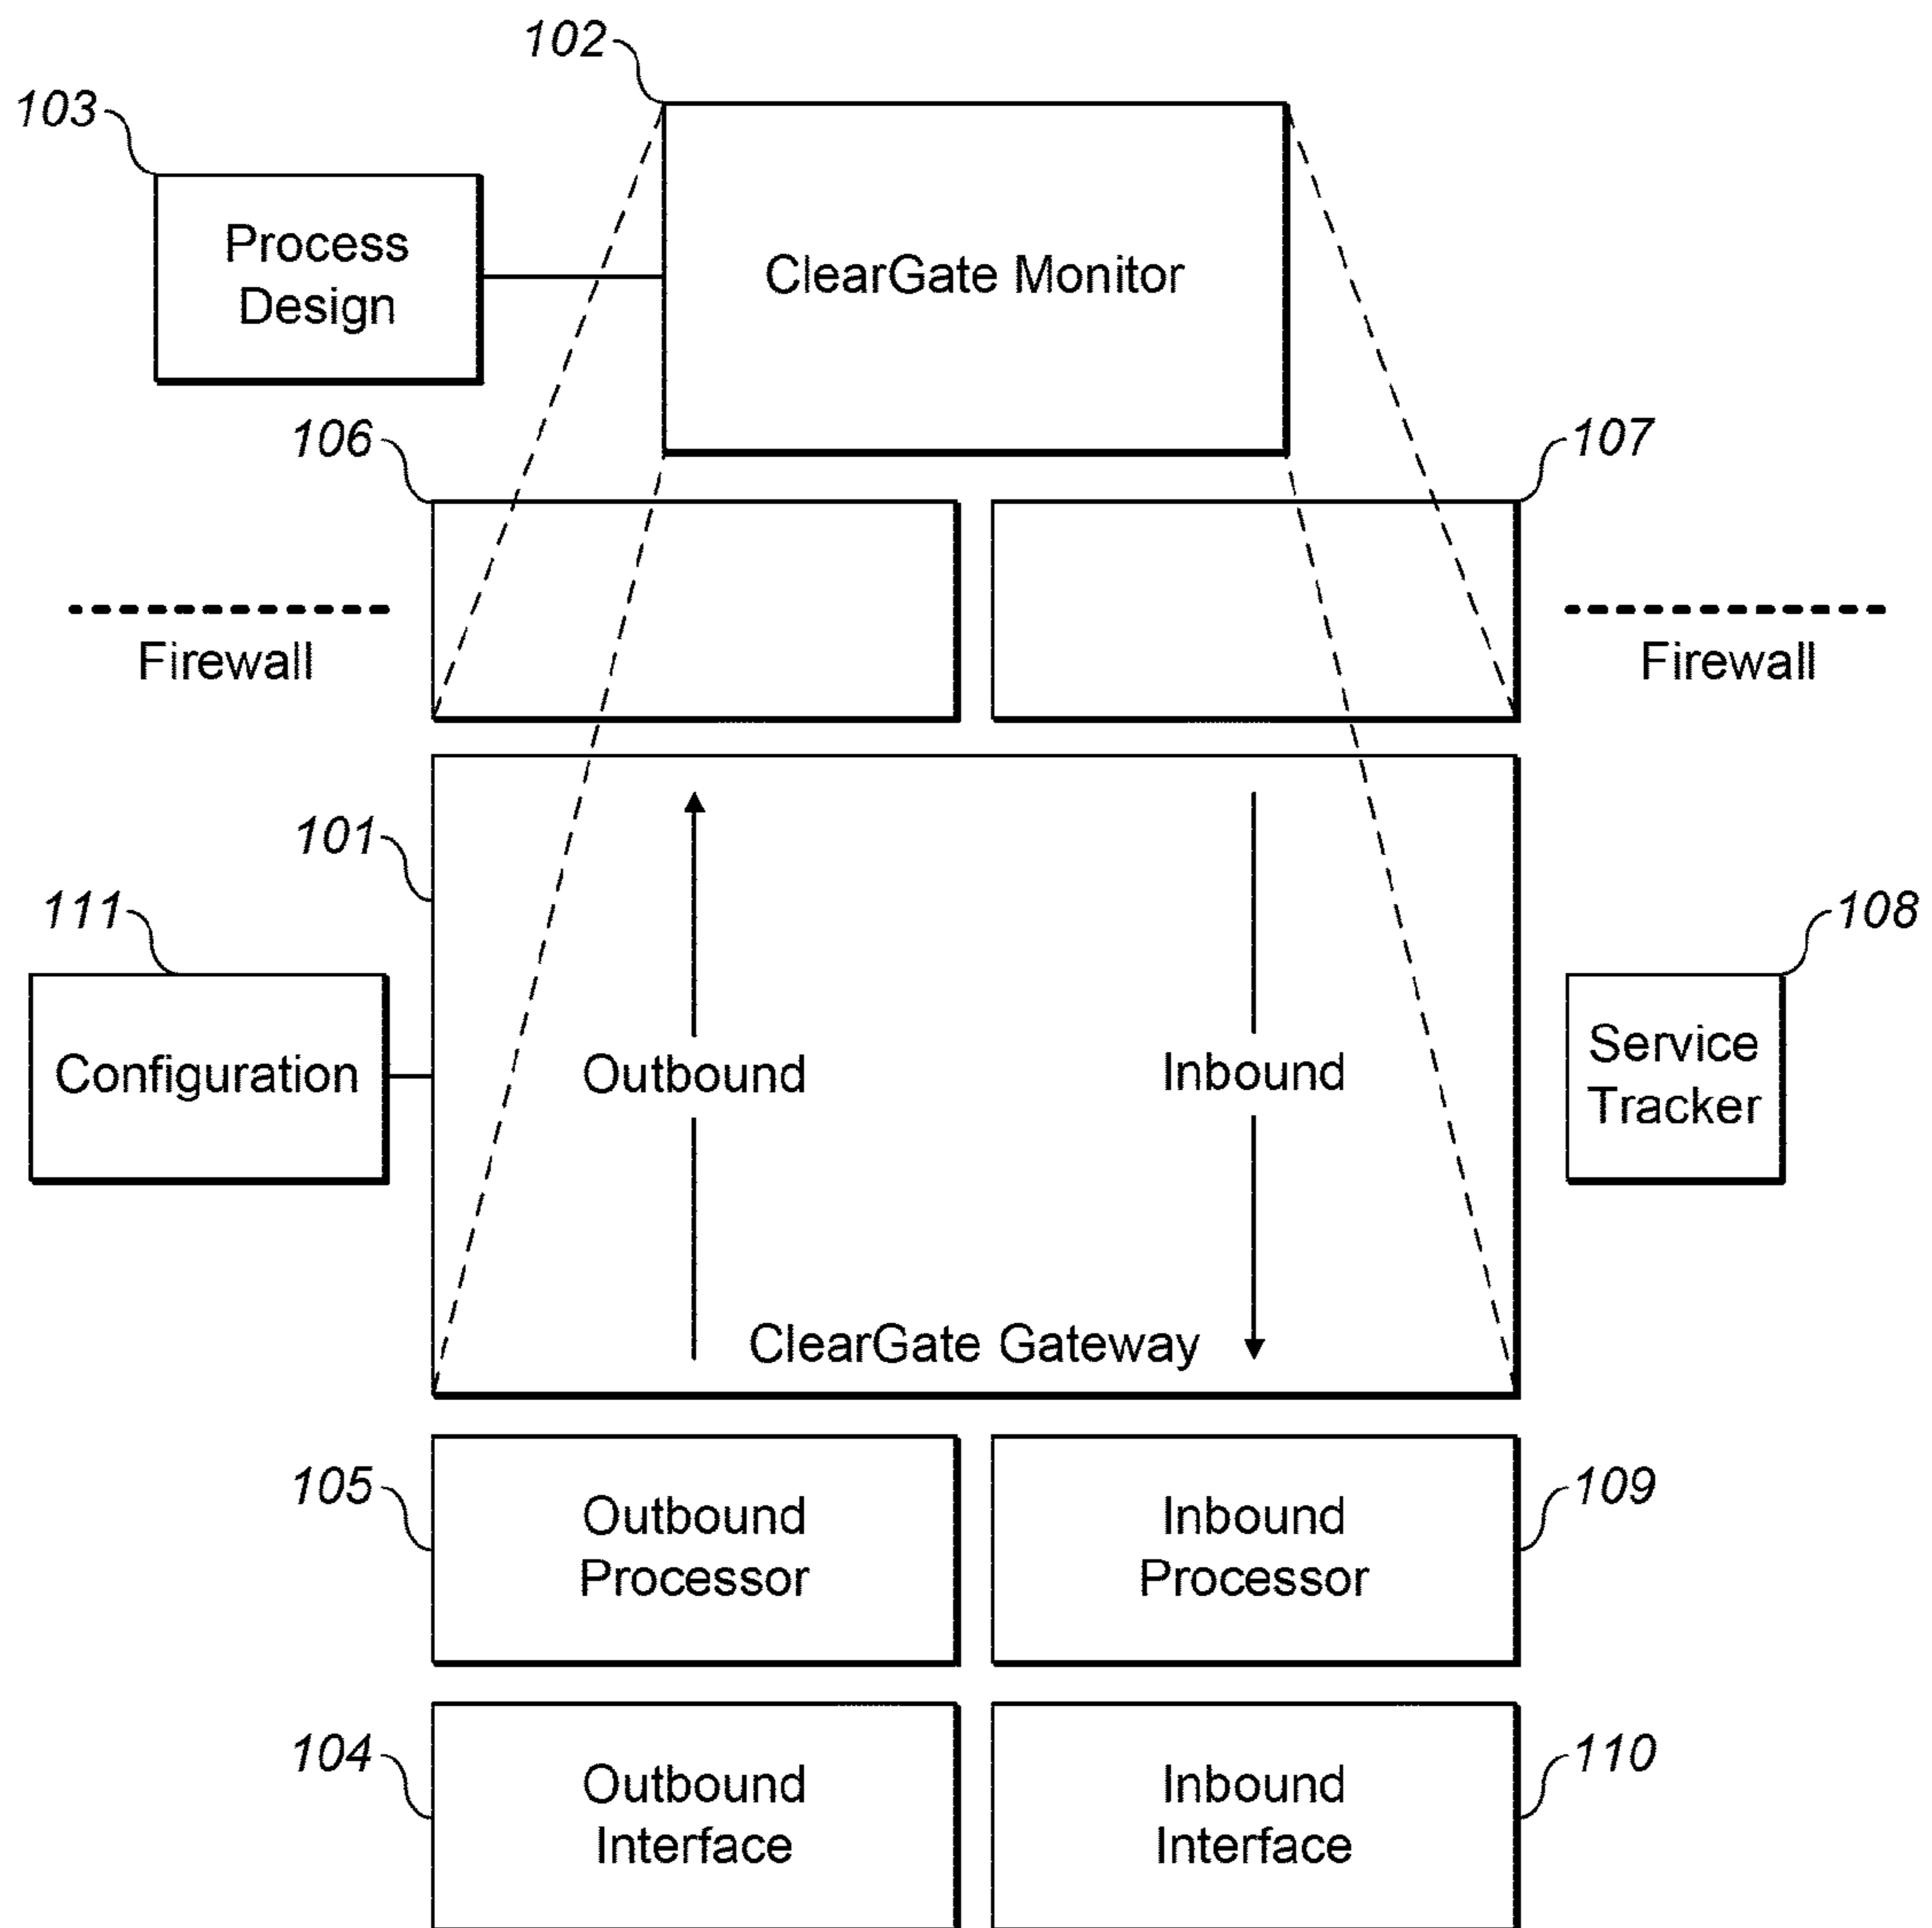 102
103
Process
Design
ClearGate Monitor
106
107
Firewall
Firewall
101
111
108
Configuration
Outbound
Inbound
Service
Tracker
ClearGate Gateway
105
Outbound
Processor
Inbound
Processor
109
104
Outbound
Interface
Inbound
Interface
110